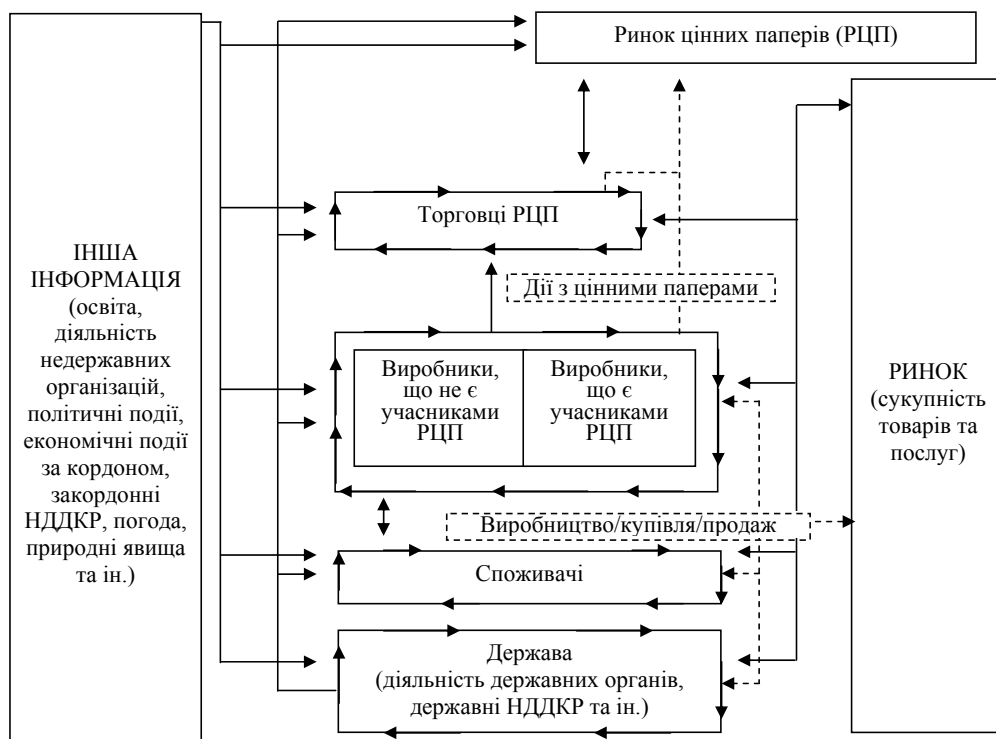 Ринок цінних паперів (РЦП)
ІНША
ІНФОРМАЦІЯ
(освіта,
діяльність
недержавних
організацій,
політичні події,
економічні події
за кордоном,
закордонні
НДДКР, погода,
природні явища
та ін.)
Торговці РЦП
Дії з цінними паперами
Виробники,
що не є
учасниками
РЦП
Виробники,
що є
учасниками
РЦП
РИНОК
(сукупність
товарів та
послуг)
Виробництво/купівля/продаж
Споживачі
Держава
(діяльність державних органів,
державні НДДКР та ін.)